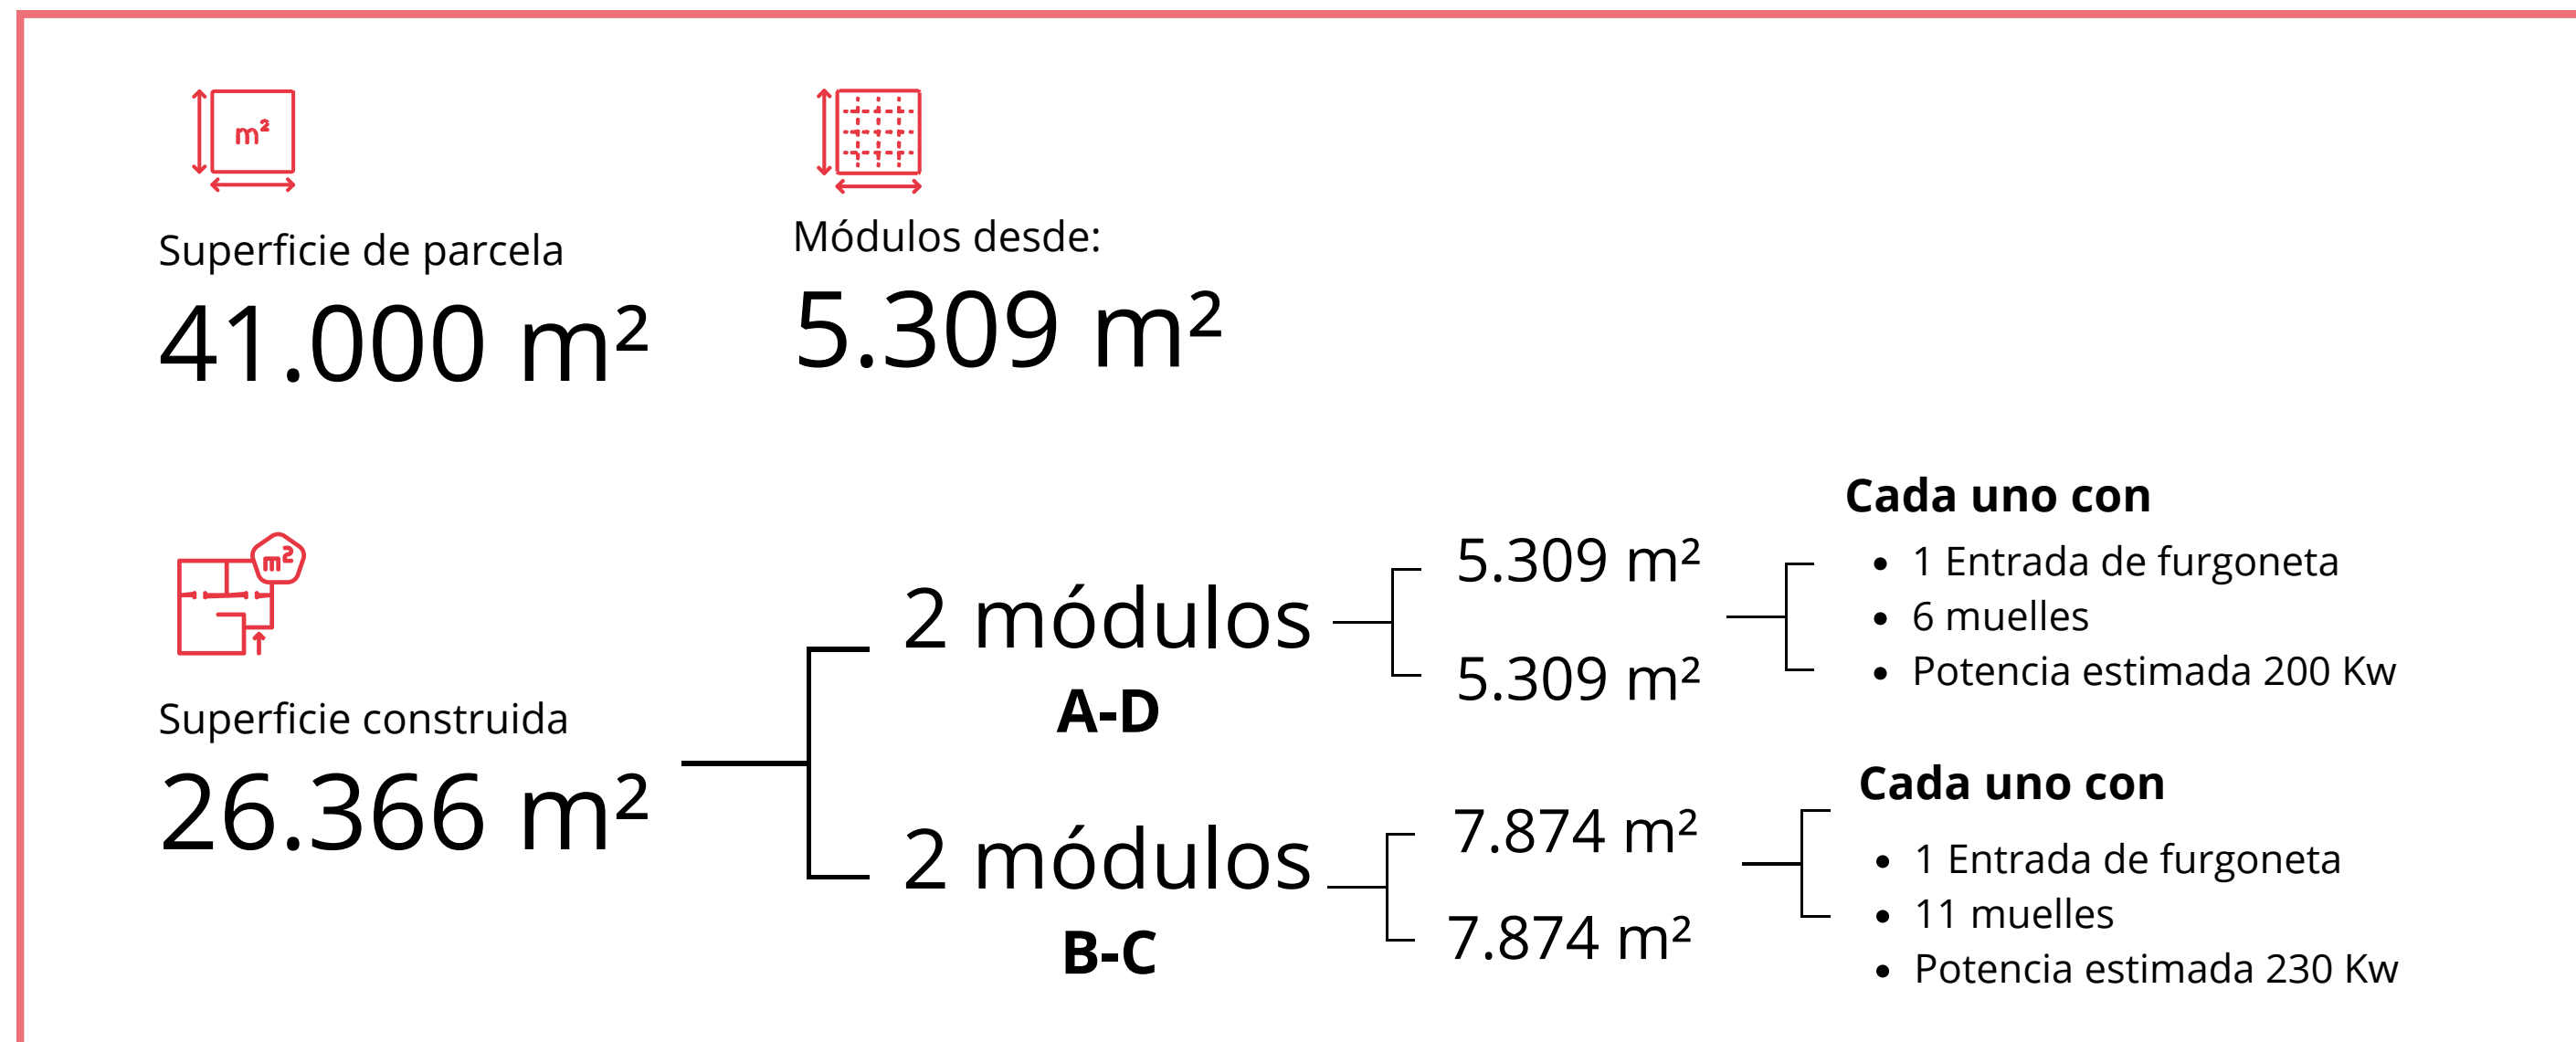 m²
Superficie de parcela
41.000 m²
Módulos desde:
5.309 m²
m²
Superficie construida
26.366 m²
2 módulos
A-D
5.309 m²
5.309 m²
Cada uno con
• 1 Entrada de furgoneta
• 6 muelles
• Potencia estimada 200 Kw
2 módulos
B-C
7.874 m²
7.874 m²
Cada uno con
• 1 Entrada de furgoneta
• 11 muelles
• Potencia estimada 230 Kw